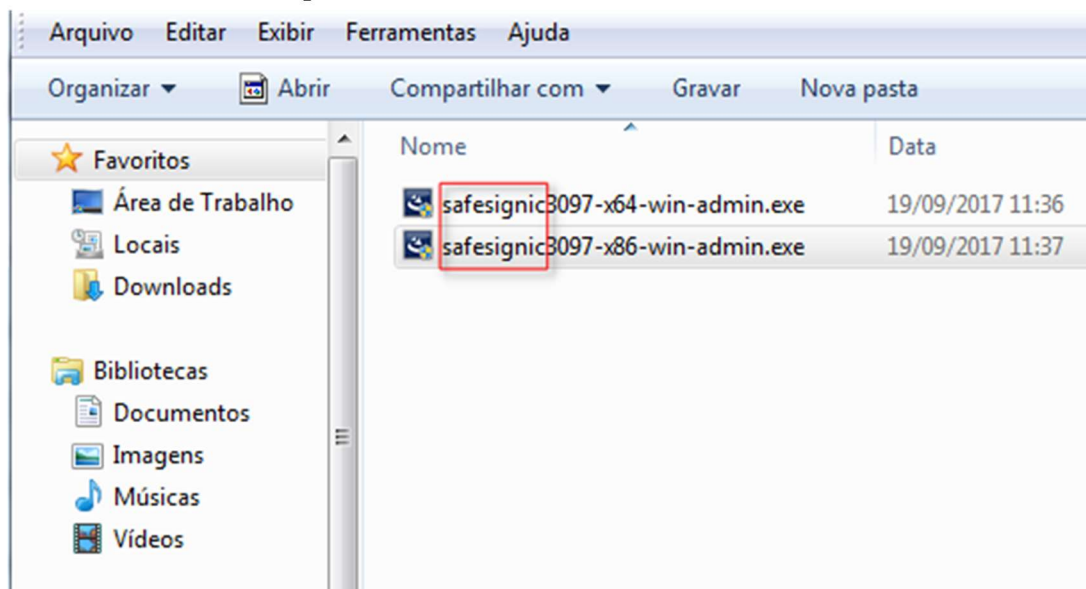 Arquivo Editar Exibir Ferramentas Ajuda
Organizar Abrir Compartilhar com Gravar Nova pasta
Favoritos
Área de Trabalho
Locais
Downloads
Bibliotecas
Documentos
Imagens
Músicas
Vídeos
Nome Data
safesignic3097-x64-win-admin.exe 19/09/2017 11:36
safesignic3097-x86-win-admin.exe 19/09/2017 11:37